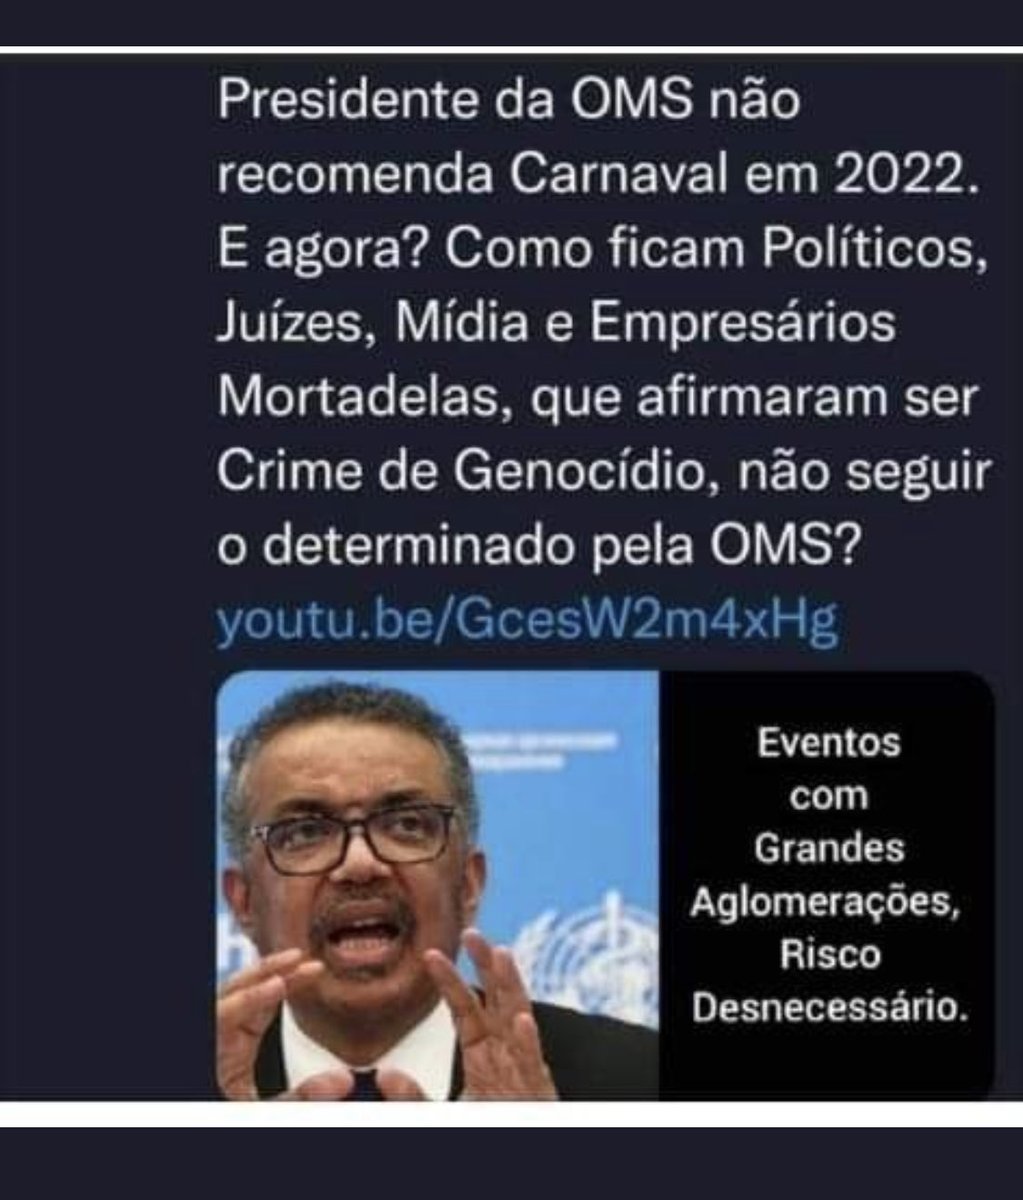 Presidente da OMS não
recomenda Carnaval em 2022.
E agora? Como ficam Políticos,
Juízes, Mídia e Empresários
Mortadelas, que afirmaram ser
Crime de Genocídio, não seguir
o determinado pela OMS?
youtu.be/GcesW2m4xHg
Eventos
com
Grandes
Aglomerações,
Risco
Desnecessário.